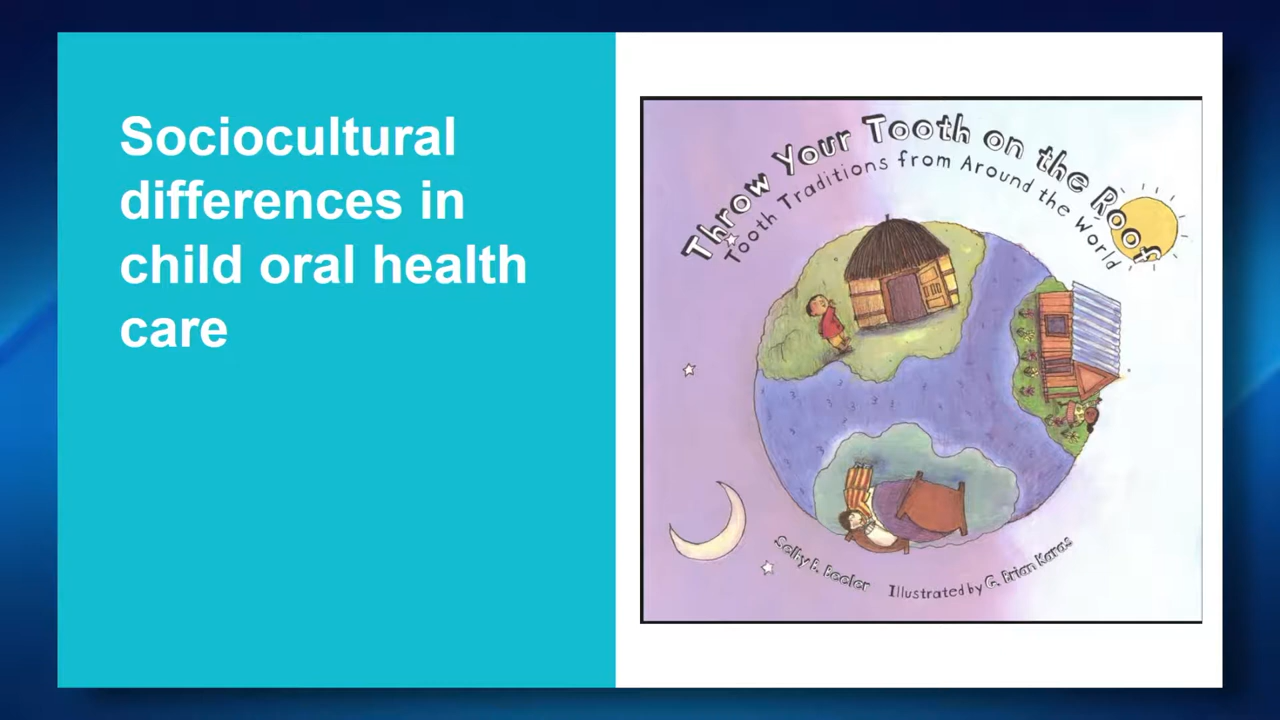 Sociocultural
differences in
child oral health
care
Throw Your Tooth on the Roof
Tooth Traditions from Around the World
Selby B. Beeler Illustrated by G. Brian Karas